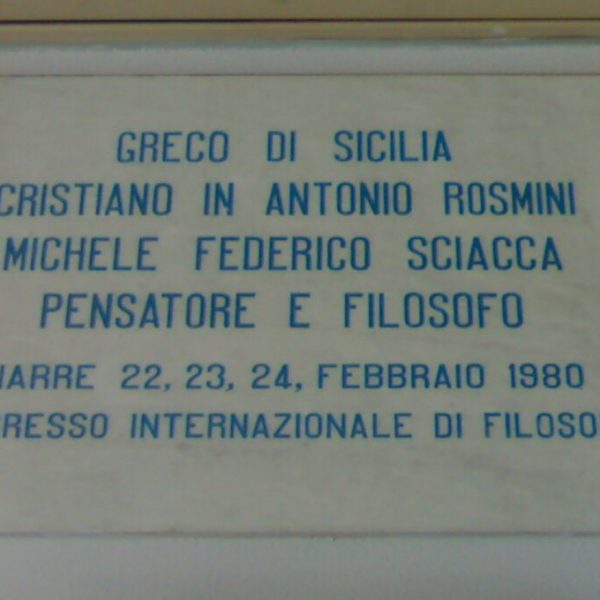 GRECO DI SICILIA
CRISTIANO IN ANTONIO ROSMINI
MICHELE FEDERICO SCIACCA
PENSATORE E FILOSOFO
IARRE 22, 23, 24, FEBBRAIO 1980
RESSO INTERNAZIONALE DI FILOSO